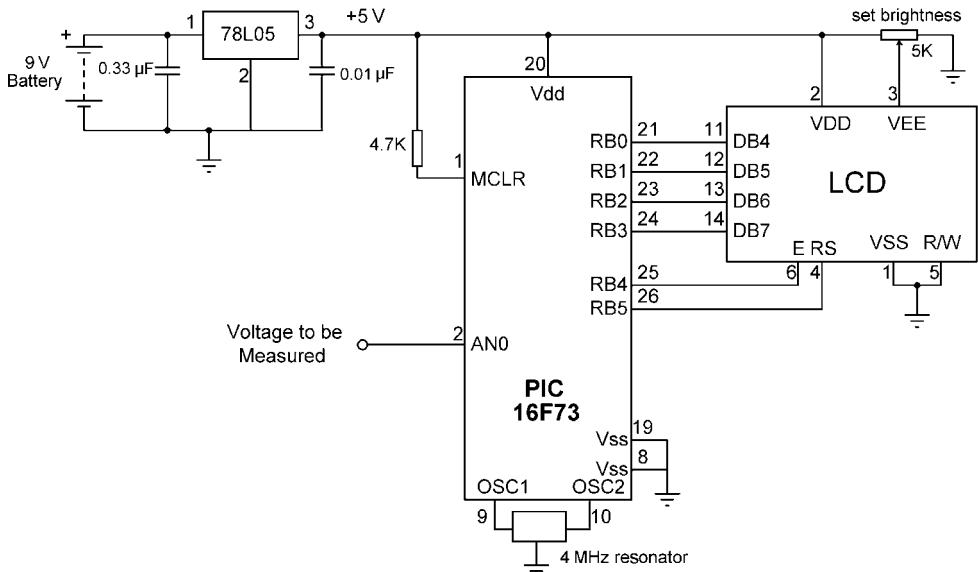 set brightness
+5 V
1
78L05
3
+
5K
9 V
Battery
0.33 µF
2
0.01 µF
20
Vdd
2
3
VDD
VEE
4.7K
1
MCLR
RB0
21
11
DB4
RB1
22
12
DB5
RB2
23
13
DB6
RB3
24
14
DB7
LCD
E RS
VSS
R/W
6
4
1
5
RB4
25
RB5
26
Voltage to be
Measured
2
AN0
PIC
16F73
Vss
19
Vss
8
OSC1
OSC2
9
10
4 MHz resonator